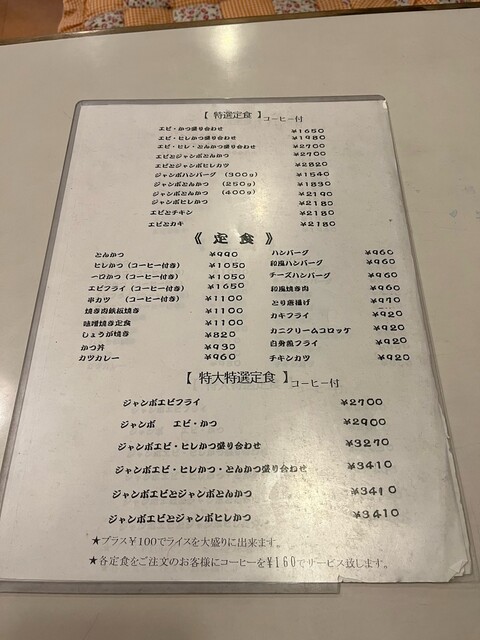 【 特選定食 】コーヒー付
エビ・かつ盛り合わせ ¥1650
エビ・ヒレかつ盛り合わせ ¥1980
エビ・ヒレ・とんかつ盛り合わせ ¥2700
エビとジャンボとんかつ ¥2700
エビとジャンボヒレカツ ¥2820
ジャンボハンバーグ (300g) ¥1540
ジャンボとんかつ (250g) ¥1830
ジャンボとんかつ (400g) ¥2190
ジャンボヒレかつ ¥2180
エビとチキン ¥2180
エビとカキ ¥2180
《 定 食 》
とんかつ ¥990
ヒレかつ (コーヒー付き) ¥1050
一口かつ (コーヒー付き) ¥1050
エビフライ (コーヒー付き) ¥1650
串カツ (コーヒー付き) ¥1100
焼き肉鉄板焼き ¥1100
味噌焼き定食 ¥1100
しょうが焼き ¥820
かつ丼 ¥930
カツカレー ¥960
ハンバーグ ¥960
和風ハンバーグ ¥960
チーズハンバーグ ¥960
和風焼き肉 ¥960
とり唐揚げ ¥970
カキフライ ¥920
カニクリームコロッケ ¥920
白身魚フライ ¥920
チキンカツ ¥920
【 特大特選定食 】コーヒー付
ジャンボエビフライ ¥2700
ジャンボ エビ・かつ ¥2900
ジャンボエビ・ヒレかつ盛り合わせ ¥3270
ジャンボエビ・ヒレかつ・とんかつ盛り合わせ ¥3410
ジャンボエビとジャンボとんかつ ¥3410
ジャンボエビとジャンボヒレかつ ¥3410
★プラス¥100でライスを大盛りに出来ます。
★各定食をご注文のお客様にコーヒーを¥160でサービス致します。